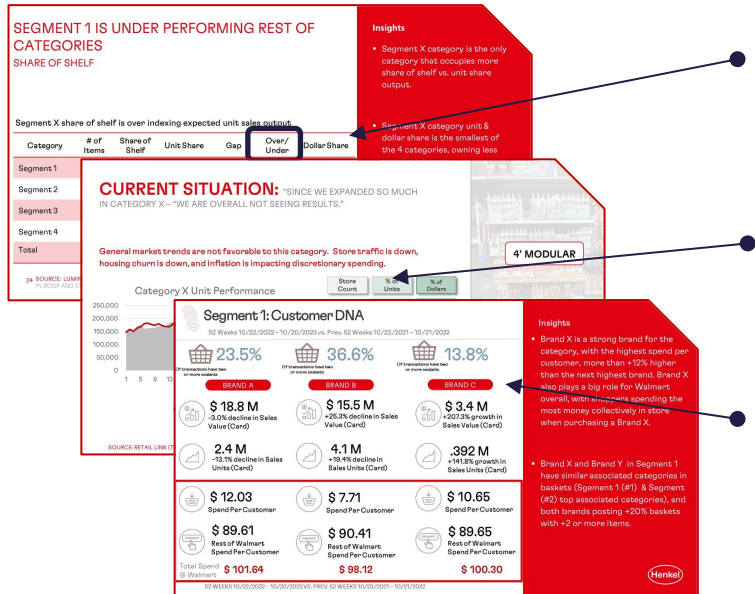 SEGMENT 1 IS UNDER PERFORMING REST OF
CATEGORIES
SHARE OF SHELF
Segment X share of shelf is over indexing expected unit sales output
Category
# of
Items
Share of
Shelf
Unit Share
Gap
Over/
Under
Dollar Share
Segment 1
Segment 2
Segment 3
Segment 4
Total
24 SOURCE: LUMIN
PL ROOF AND
Insights
▪ Segment X category is the only
category that occupies more
share of shelf vs. unit share
output.
▪ Segment X category unit &
dollar share is the smallest of
the 4 categories, owning less
CURRENT SITUATION: "SINCE WE EXPANDED SO MUCH
IN CATEGORY X – "WE ARE OVERALL NOT SEEING RESULTS."
General market trends are not favorable to this category. Store traffic is down,
housing churn is down, and inflation is impacting discretionary spending.
4' MODULAR
Category X Unit Performance
Store
Count
% of
Units
% of
Dollars
250,000
200,000
150,000
100,000
50,000
0
1 5 9 13
SOURCE: RETAIL LINK (T
Segment 1: Customer DNA
52 Weeks 10/22/2022 – 10/20/2023 vs. Prev. 52 Weeks 10/23/2021 – 10/21/2022
23.5%
Of transactions have two
or more sealants
36.6%
Of transactions have two
or more sealants
13.8%
Of transactions have two
or more sealants
BRAND A
BRAND B
BRAND C
$ 18.8 M
-3.0% decline in Sales
Value (Card)
$ 15.5 M
+25.3% decline in Sales
Value (Card)
$ 3.4 M
+207.3% growth in
Sales Value (Card)
2.4 M
-13.1% decline in Sales
Units (Card)
4.1 M
+19.4% decline in
Sales Units (Card)
.392 M
+141.8% growth in
Sales Units (Card)
$ 12.03
Spend Per Customer
$ 7.71
Spend Per Customer
$ 10.65
Spend Per Customer
$ 89.61
Rest of Walmart
Spend Per Customer
$ 90.41
Rest of Walmart
Spend Per Customer
$ 89.65
Rest of Walmart
Spend Per Customer
Total Spend
@ Walmart
$ 101.64
$ 98.12
$ 100.30
52 WEEKS 10/22/2022 – 10/20/2023 VS. PREV. 52 WEEKS 10/23/2021 – 10/21/2022
Insights
▪ Brand X is a strong brand for the
category, with the highest spend per
customer, more than +12% higher
than the next highest brand. Brand X
also plays a big role for Walmart
overall, with shoppers spending the
most money collectively in store
when purchasing a Brand X.
▪ Brand X and Brand Y in Segment 1
have similar associated categories in
baskets (Sgement 1 (#1) & Segment
(#2) top associated categories), and
both brands posting +20% baskets
with +2 or more items.
Henkel